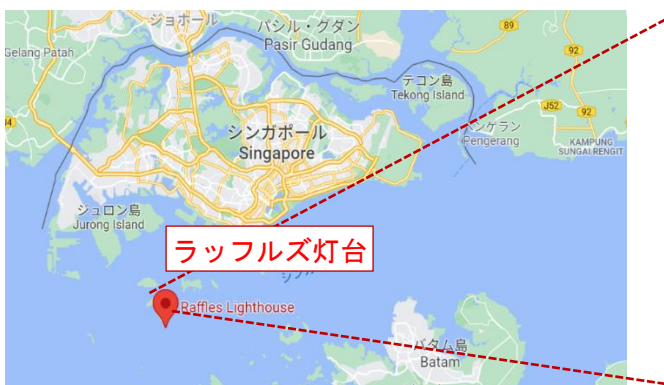 ジョホール
パシル・グダン
Pasir Gudang
89
92
Gelang Patah
テコン島
Tekong Island
J52
92
シンガポール
Singapore
ンゲラン
Pengerang
KAMPUNG
SUNGAI RENGIT
ジュロン島
Jurong Island
ラッフルズ灯台
Raffles Lighthouse
バタム島
Batam